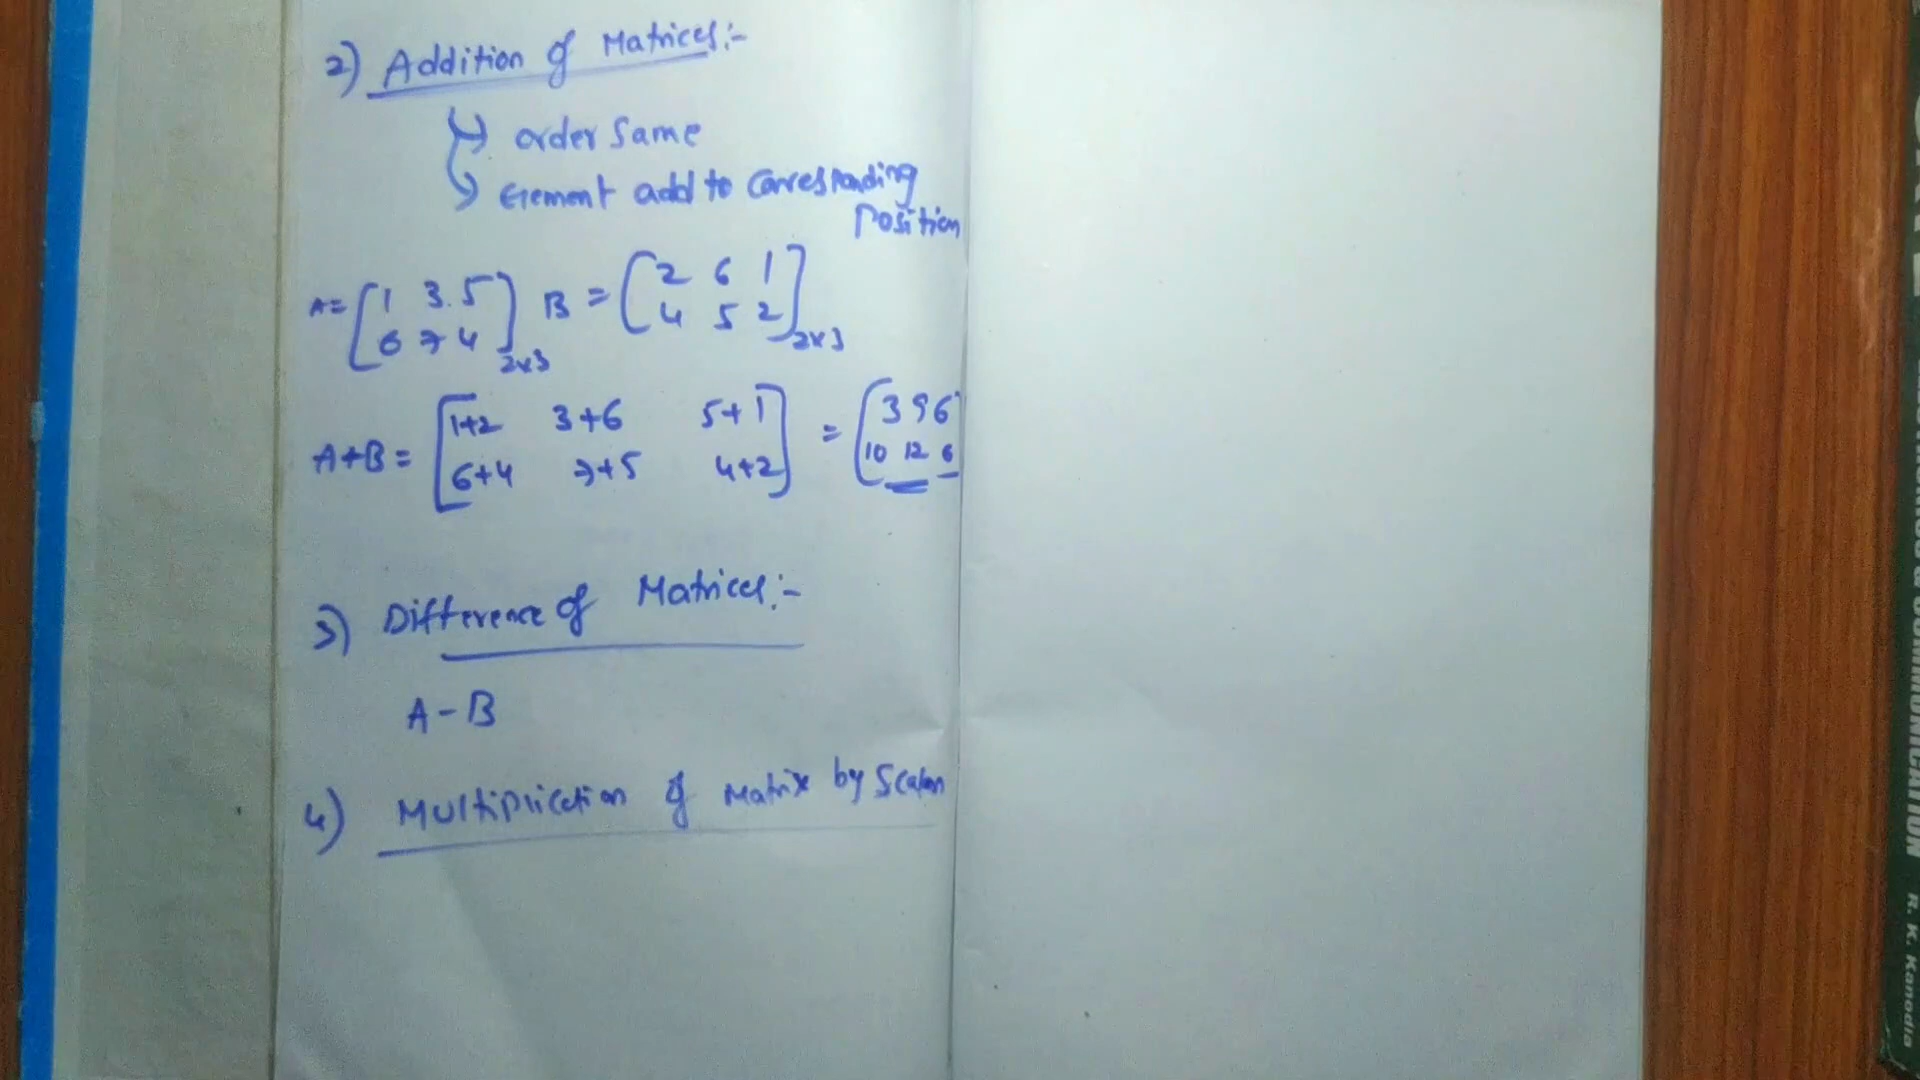 2) Addition of Matrices:-
order Same
Element add to Corresponding
Position
A = [1 3 5] B = [2 6 1]
[6 7 4]2x3 [4 5 2]2x3
A+B = [1+2 3+6 5+1] = [3 9 6
[6+4 7+5 4+2] [10 12 6
3) Difference of Matrices:-
A-B
4) Multiplication of Matrix by Scalar
COMMUNICATION R. K. Kanodia